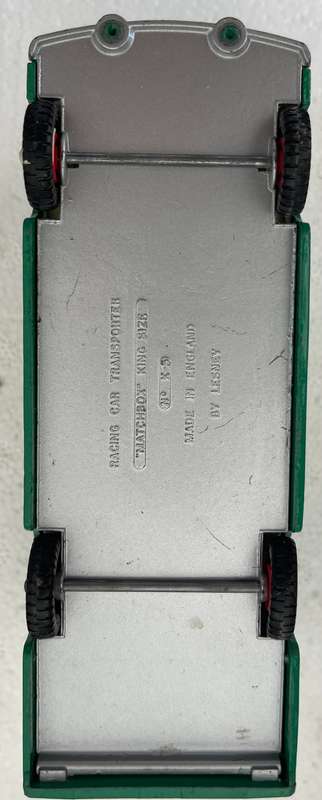 RACING CAR TRANSPORTER
"MATCHBOX" KING SIZE
(Nº K-5)
MADE IN ENGLAND
BY LESNEY